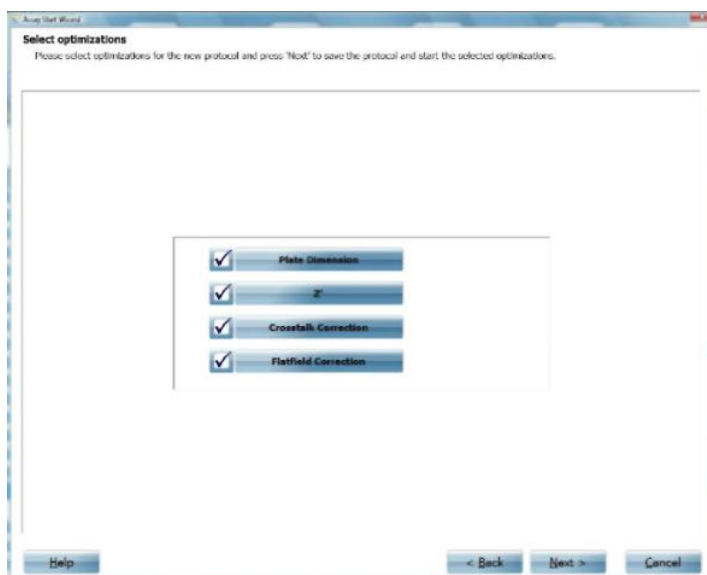 Assay Start Wizard
Select optimizations
Please select optimizations for the new protocol and press 'Next' to save the protocol and start the selected optimizations.
Plate Dimension
Z'
Crosstalk Correction
Flatfield Correction
Help
< Back
Next >
Cancel